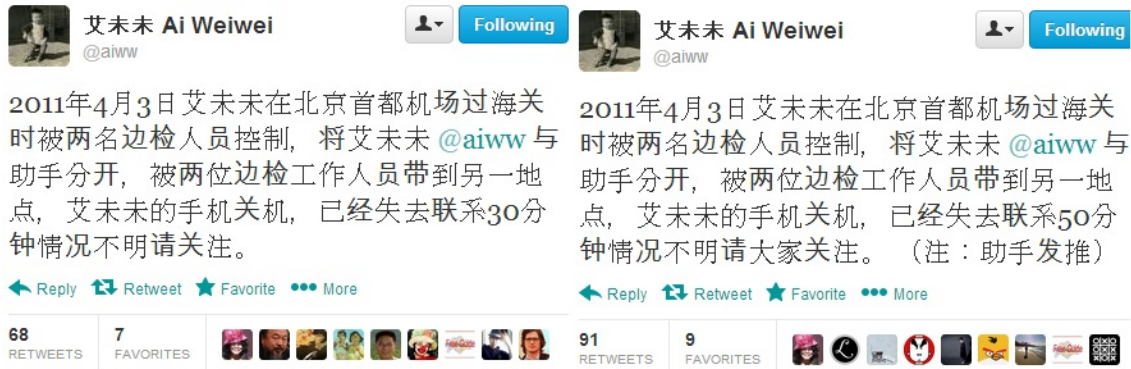 艾未未 Ai Weiwei
@aiww
Following
2011年4月3日艾未未在北京首都机场过海关
时被两名边检人员控制，将艾未未 @aiww 与
助手分开，被两位边检工作人员带到另一地
点，艾未未的手机关机，已经失去联系30分
钟情况不明请关注。
Reply Retweet Favorite More
68 7
RETWEETS FAVORITES
艾未未 Ai Weiwei
@aiww
Following
2011年4月3日艾未未在北京首都机场过海关
时被两名边检人员控制，将艾未未 @aiww 与
助手分开，被两位边检工作人员带到另一地
点，艾未未的手机关机，已经失去联系50分
钟情况不明请大家关注。（注：助手发推）
Reply Retweet Favorite More
91 9
RETWEETS FAVORITES